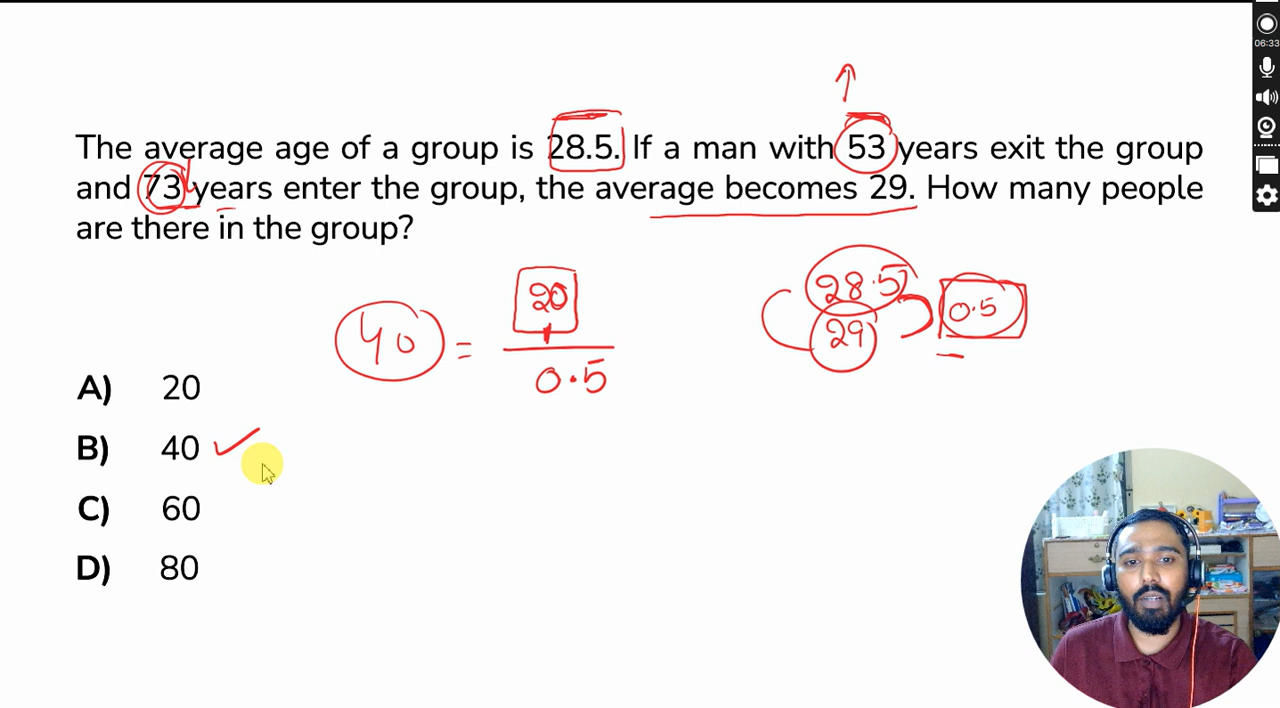 06:33
The average age of a group is 28.5. If a man with 53 years exit the group
and 73 years enter the group, the average becomes 29. How many people
are there in the group?
40 = 20
0.5
28.5
29
0.5
A) 20
B) 40
C) 60
D) 80